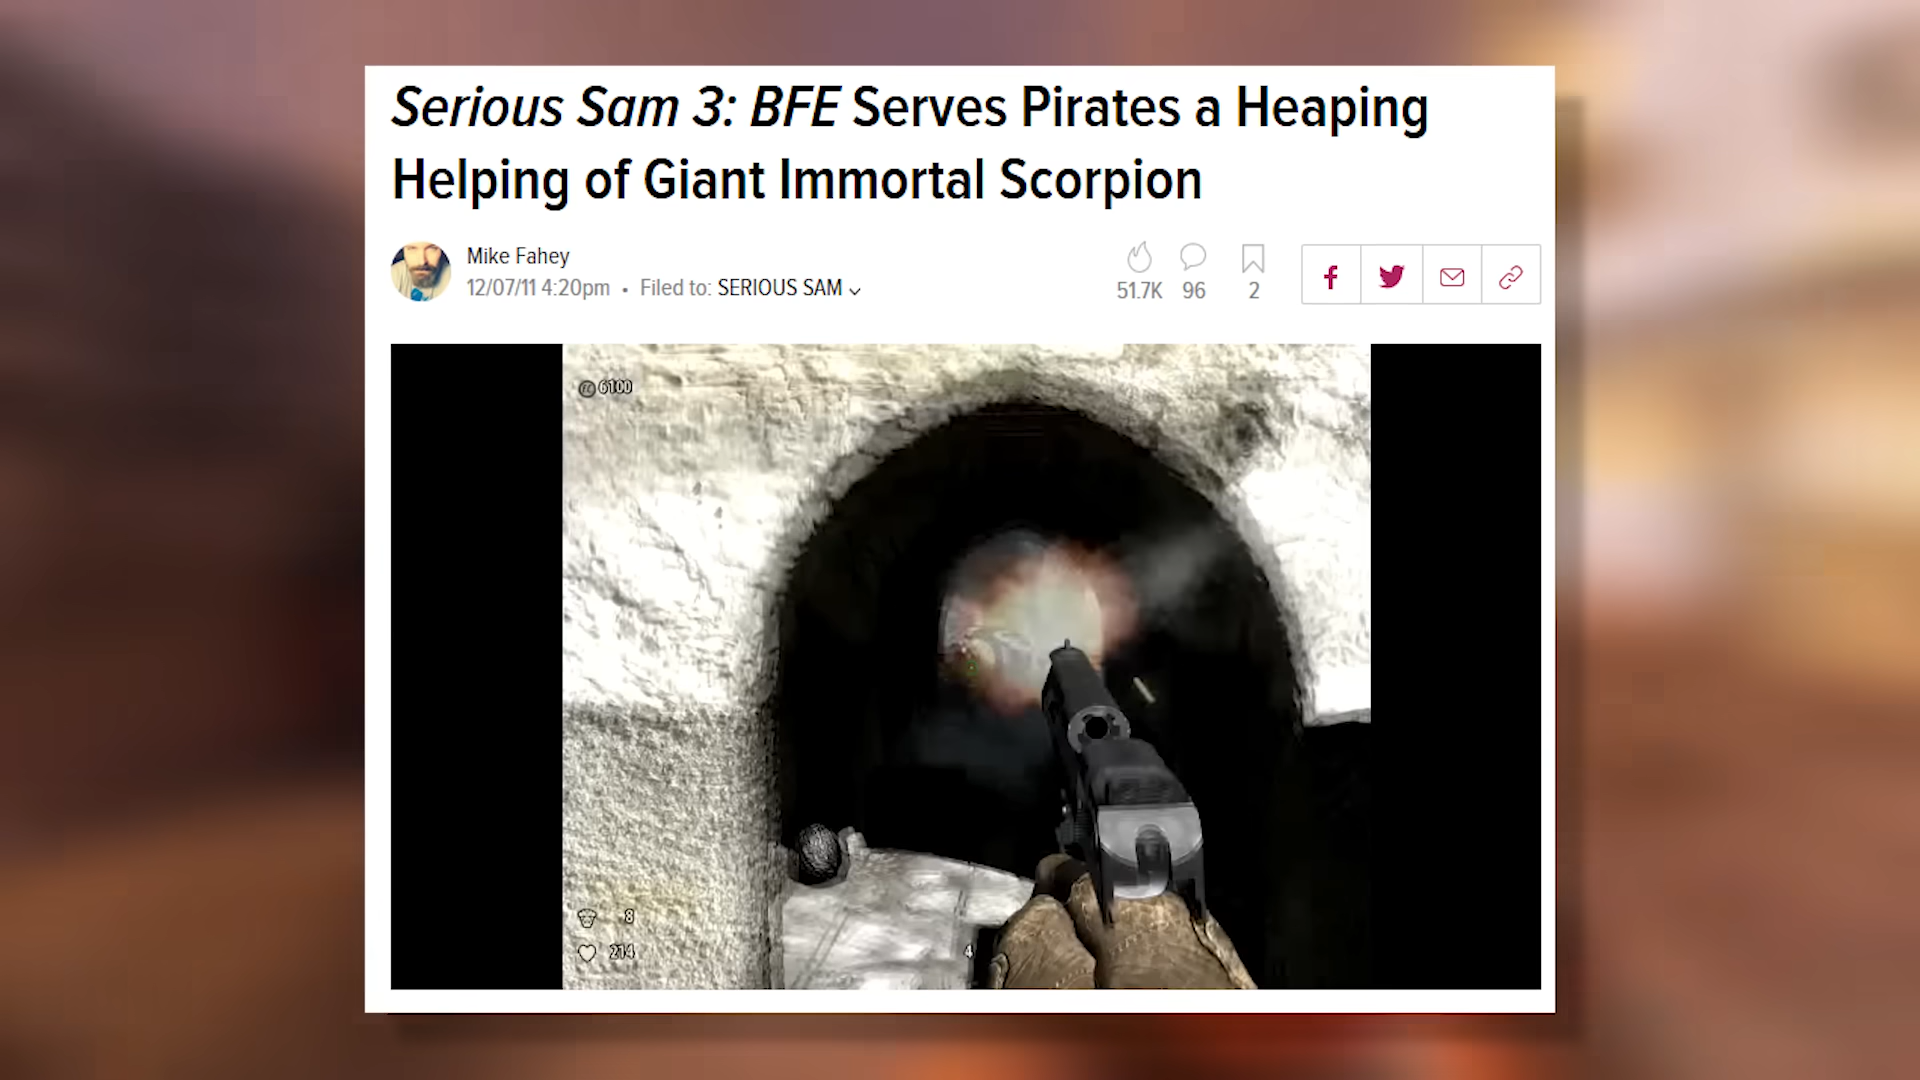 Serious Sam 3: BFE Serves Pirates a Heaping
Helping of Giant Immortal Scorpion
Mike Fahey
12/07/11 4:20pm • Filed to: SERIOUS SAM
51.7K 96 2
6100
8
214
4